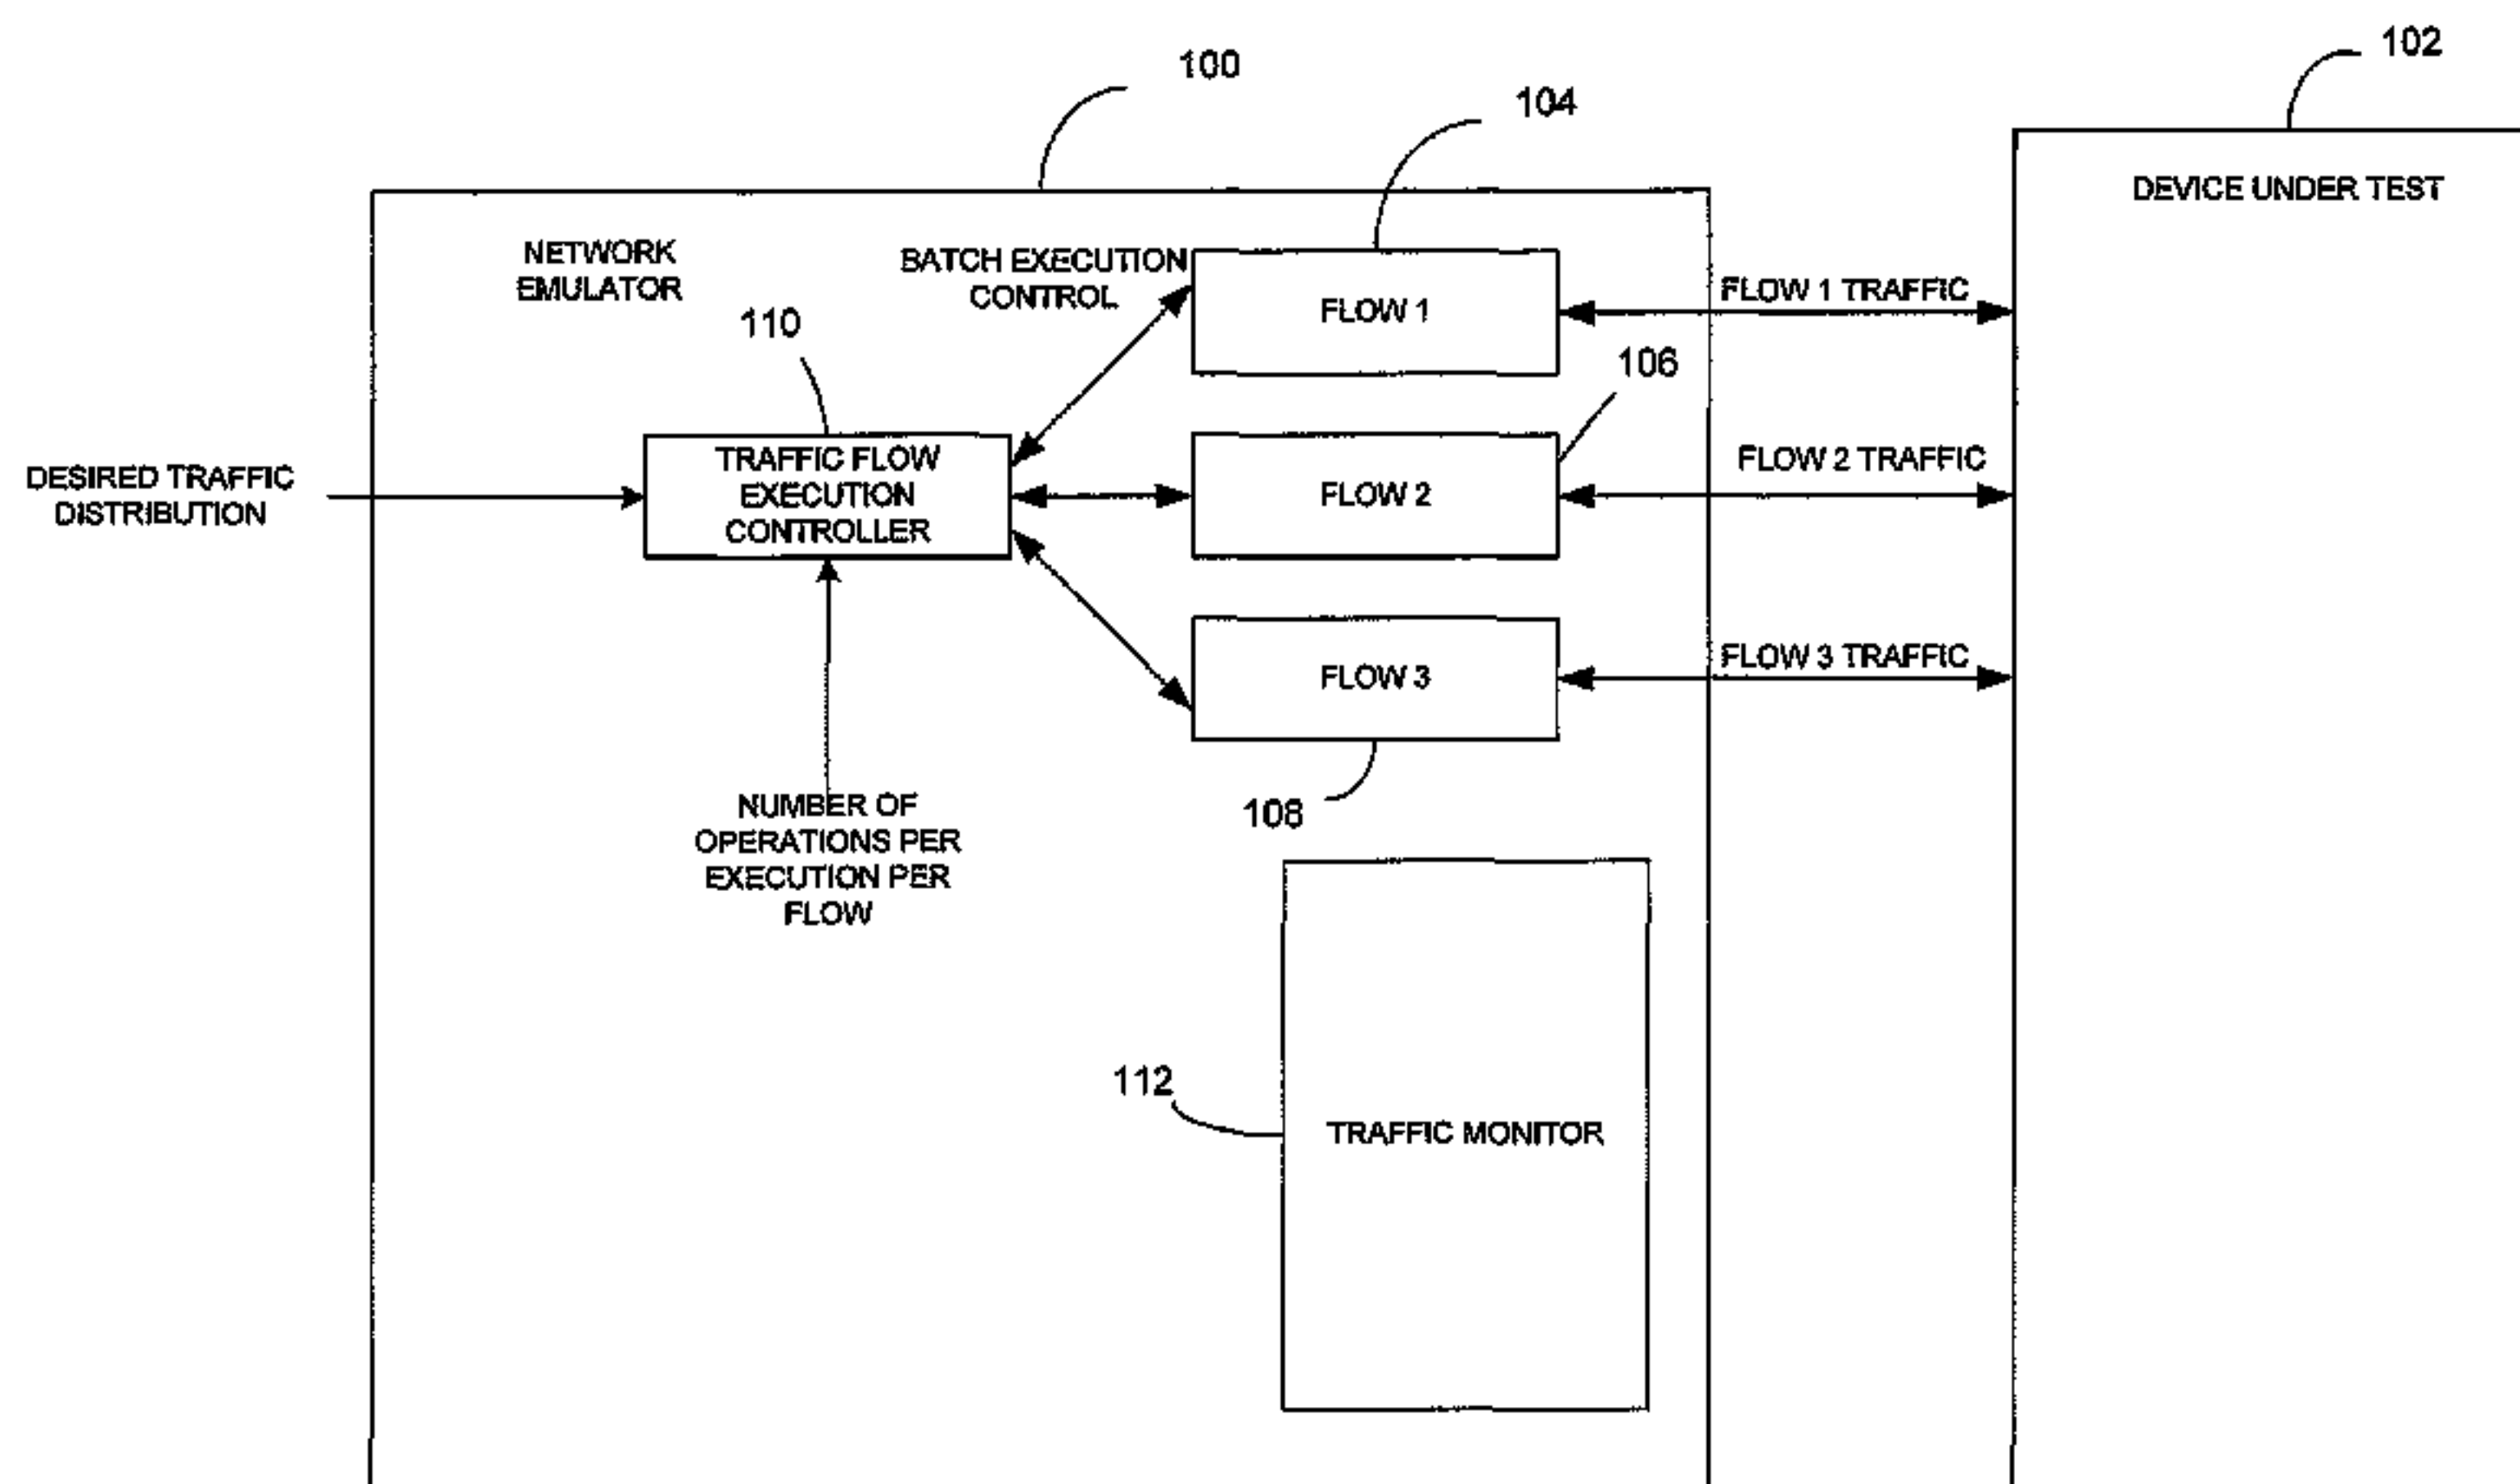 102
100
104
DEVICE UNDER TEST
NETWORK
EMULATOR
BATCH EXECUTION
CONTROL
FLOW 1
FLOW 1 TRAFFIC
110
106
DESIRED TRAFFIC
DISTRIBUTION
TRAFFIC FLOW
EXECUTION
CONTROLLER
FLOW 2
FLOW 2 TRAFFIC
FLOW 3
FLOW 3 TRAFFIC
108
NUMBER OF
OPERATIONS PER
EXECUTION PER
FLOW
112
TRAFFIC MONITOR